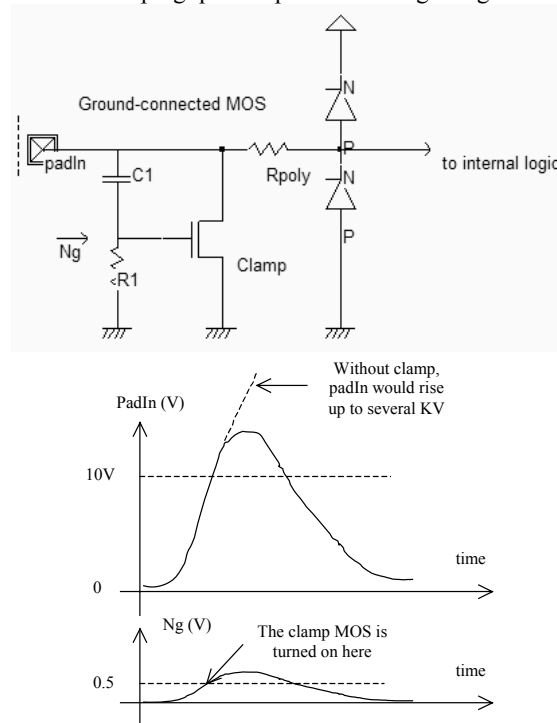 Ground-connected MOS
N
padIn
C1
Rpoly
P
N
to internal logic
Ng
R1
Clamp
P
Without clamp,
padIn would rise
up to several KV
PadIn (V)
10V
time
0
Ng (V)
The clamp MOS is
turned on here
time
0.5